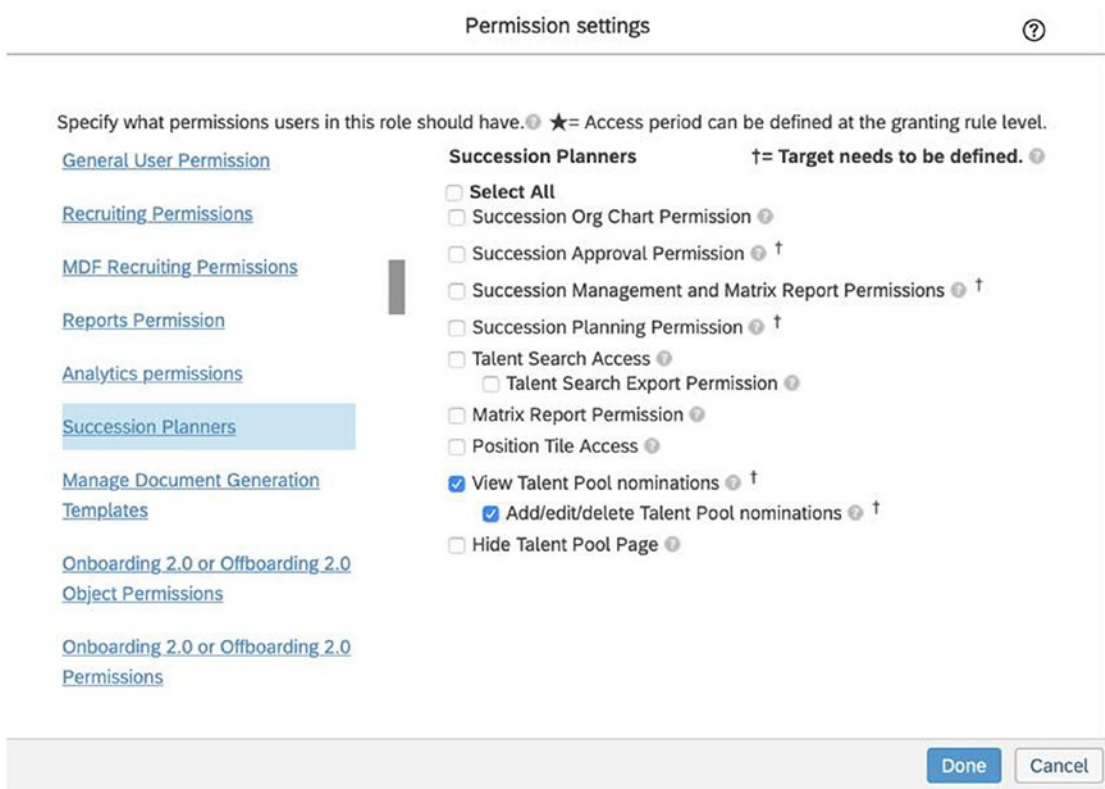 Permission settings
Specify what permissions users in this role should have. ★= Access period can be defined at the granting rule level.
General User Permission
Recruiting Permissions
MDF Recruiting Permissions
Reports Permission
Analytics permissions
Succession Planners
Manage Document Generation
Templates
Onboarding 2.0 or Offboarding 2.0
Object Permissions
Onboarding 2.0 or Offboarding 2.0
Permissions
Succession Planners
†= Target needs to be defined.
Select All
Succession Org Chart Permission
Succession Approval Permission †
Succession Management and Matrix Report Permissions †
Succession Planning Permission †
Talent Search Access
Talent Search Export Permission
Matrix Report Permission
Position Tile Access
View Talent Pool nominations †
Add/edit/delete Talent Pool nominations †
Hide Talent Pool Page
Done
Cancel